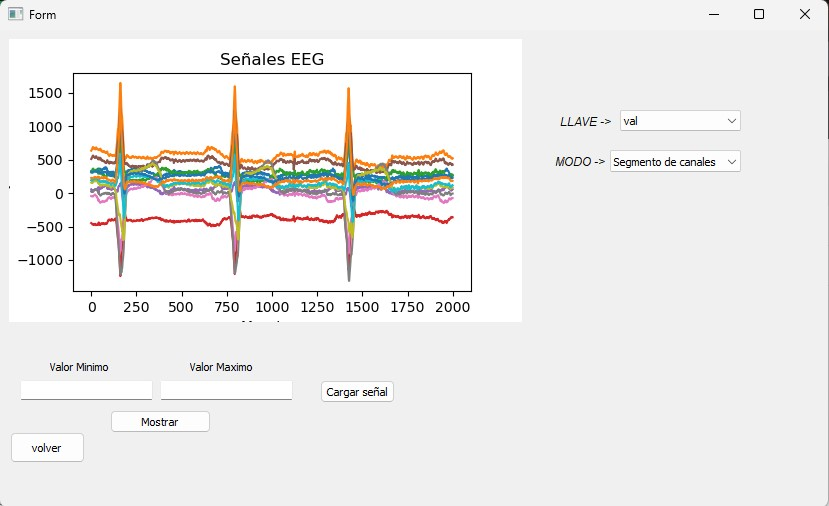 Form
Señales EEG
1500
1000
500
0
−500
−1000
0 250 500 750 1000 1250 1500 1750 2000
LLAVE -> val
MODO -> Segmento de canales
Valor Minimo Valor Maximo
Cargar señal
Mostrar
volver